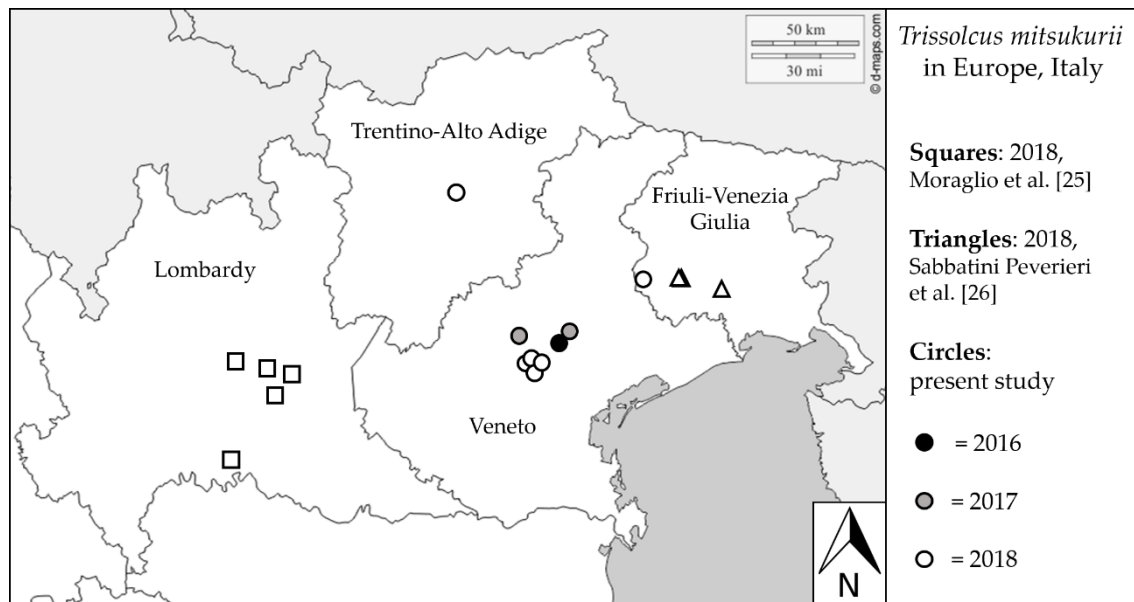 50 km
30 mi
© d-maps.com
Trentino-Alto Adige
Friuli-Venezia
Giulia
Lombardy
Veneto
N
Trissolcus mitsukurii
in Europe, Italy
Squares: 2018,
Moraglio et al. [25]
Triangles: 2018,
Sabbatini Peverieri
et al. [26]
Circles:
present study
= 2016
= 2017
= 2018